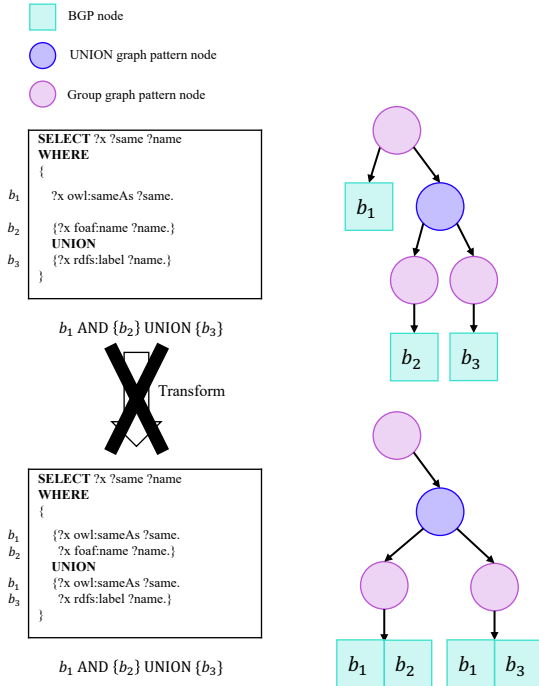 BGP node
UNION graph pattern node
Group graph pattern node
SELECT ?x ?same ?name
WHERE
{
b₁ ?x owl:sameAs ?same.
b₂ {?x foaf:name ?name.}
UNION
b₃ {?x rdfs:label ?name.}
}
b₁ AND {b₂} UNION {b₃}
Transform
SELECT ?x ?same ?name
WHERE
{
b₁ {?x owl:sameAs ?same.
b₂ ?x foaf:name ?name.}
UNION
b₁ {?x owl:sameAs ?same.
b₃ ?x rdfs:label ?name.}
}
b₁ AND {b₂} UNION {b₃}
b₁
b₂ b₃
b₁ b₂ b₁ b₃